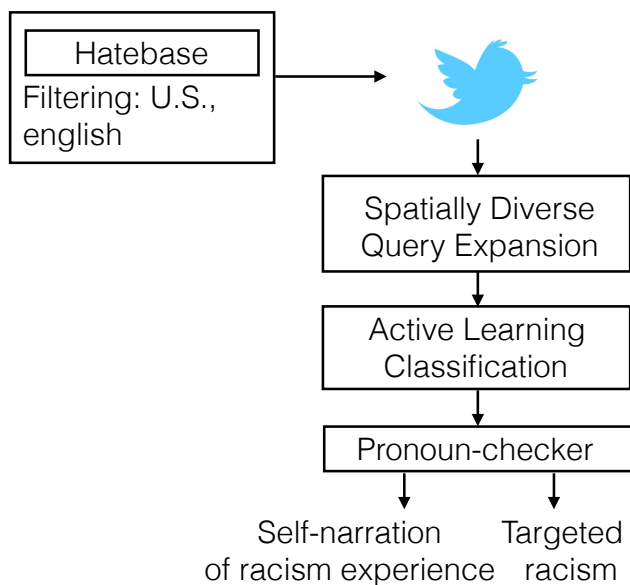 Hatebase
Filtering: U.S.,
english
Spatially Diverse
Query Expansion
Active Learning
Classification
Pronoun-checker
Self-narration
of racism experience
Targeted
racism